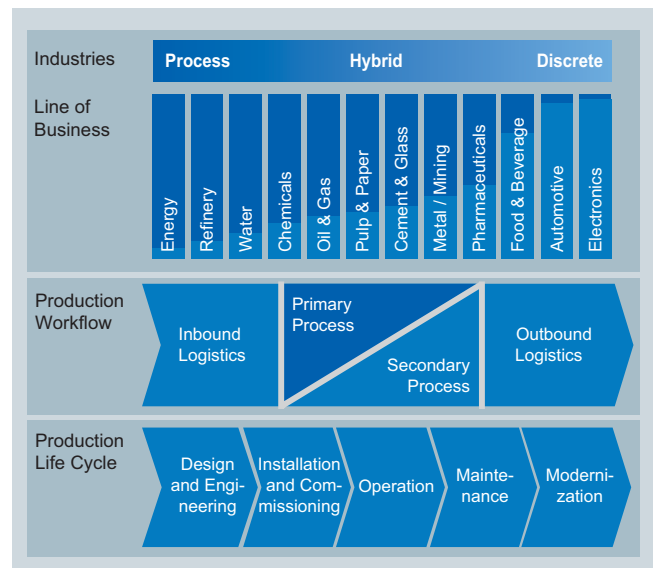 Industries
Process Hybrid Discrete
Line of
Business
Energy
Refinery
Water
Chemicals
Oil & Gas
Pulp & Paper
Cement & Glass
Metal / Mining
Pharmaceuticals
Food & Beverage
Automotive
Electronics
Production
Workflow
Inbound
Logistics
Primary
Process
Secondary
Process
Outbound
Logistics
Production
Life Cycle
Design
and Engi-
neering
Installation
and Com-
missioning
Operation
Mainte-
nance
Moderni-
zation